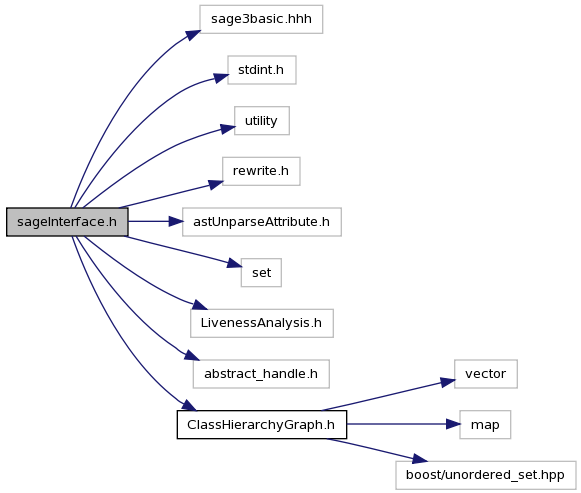 sage3basic.hhh
stdint.h
utility
rewrite.h
sageInterface.h
astUnparseAttribute.h
set
LivenessAnalysis.h
abstract_handle.h
vector
ClassHierarchyGraph.h
map
boost/unordered_set.hpp